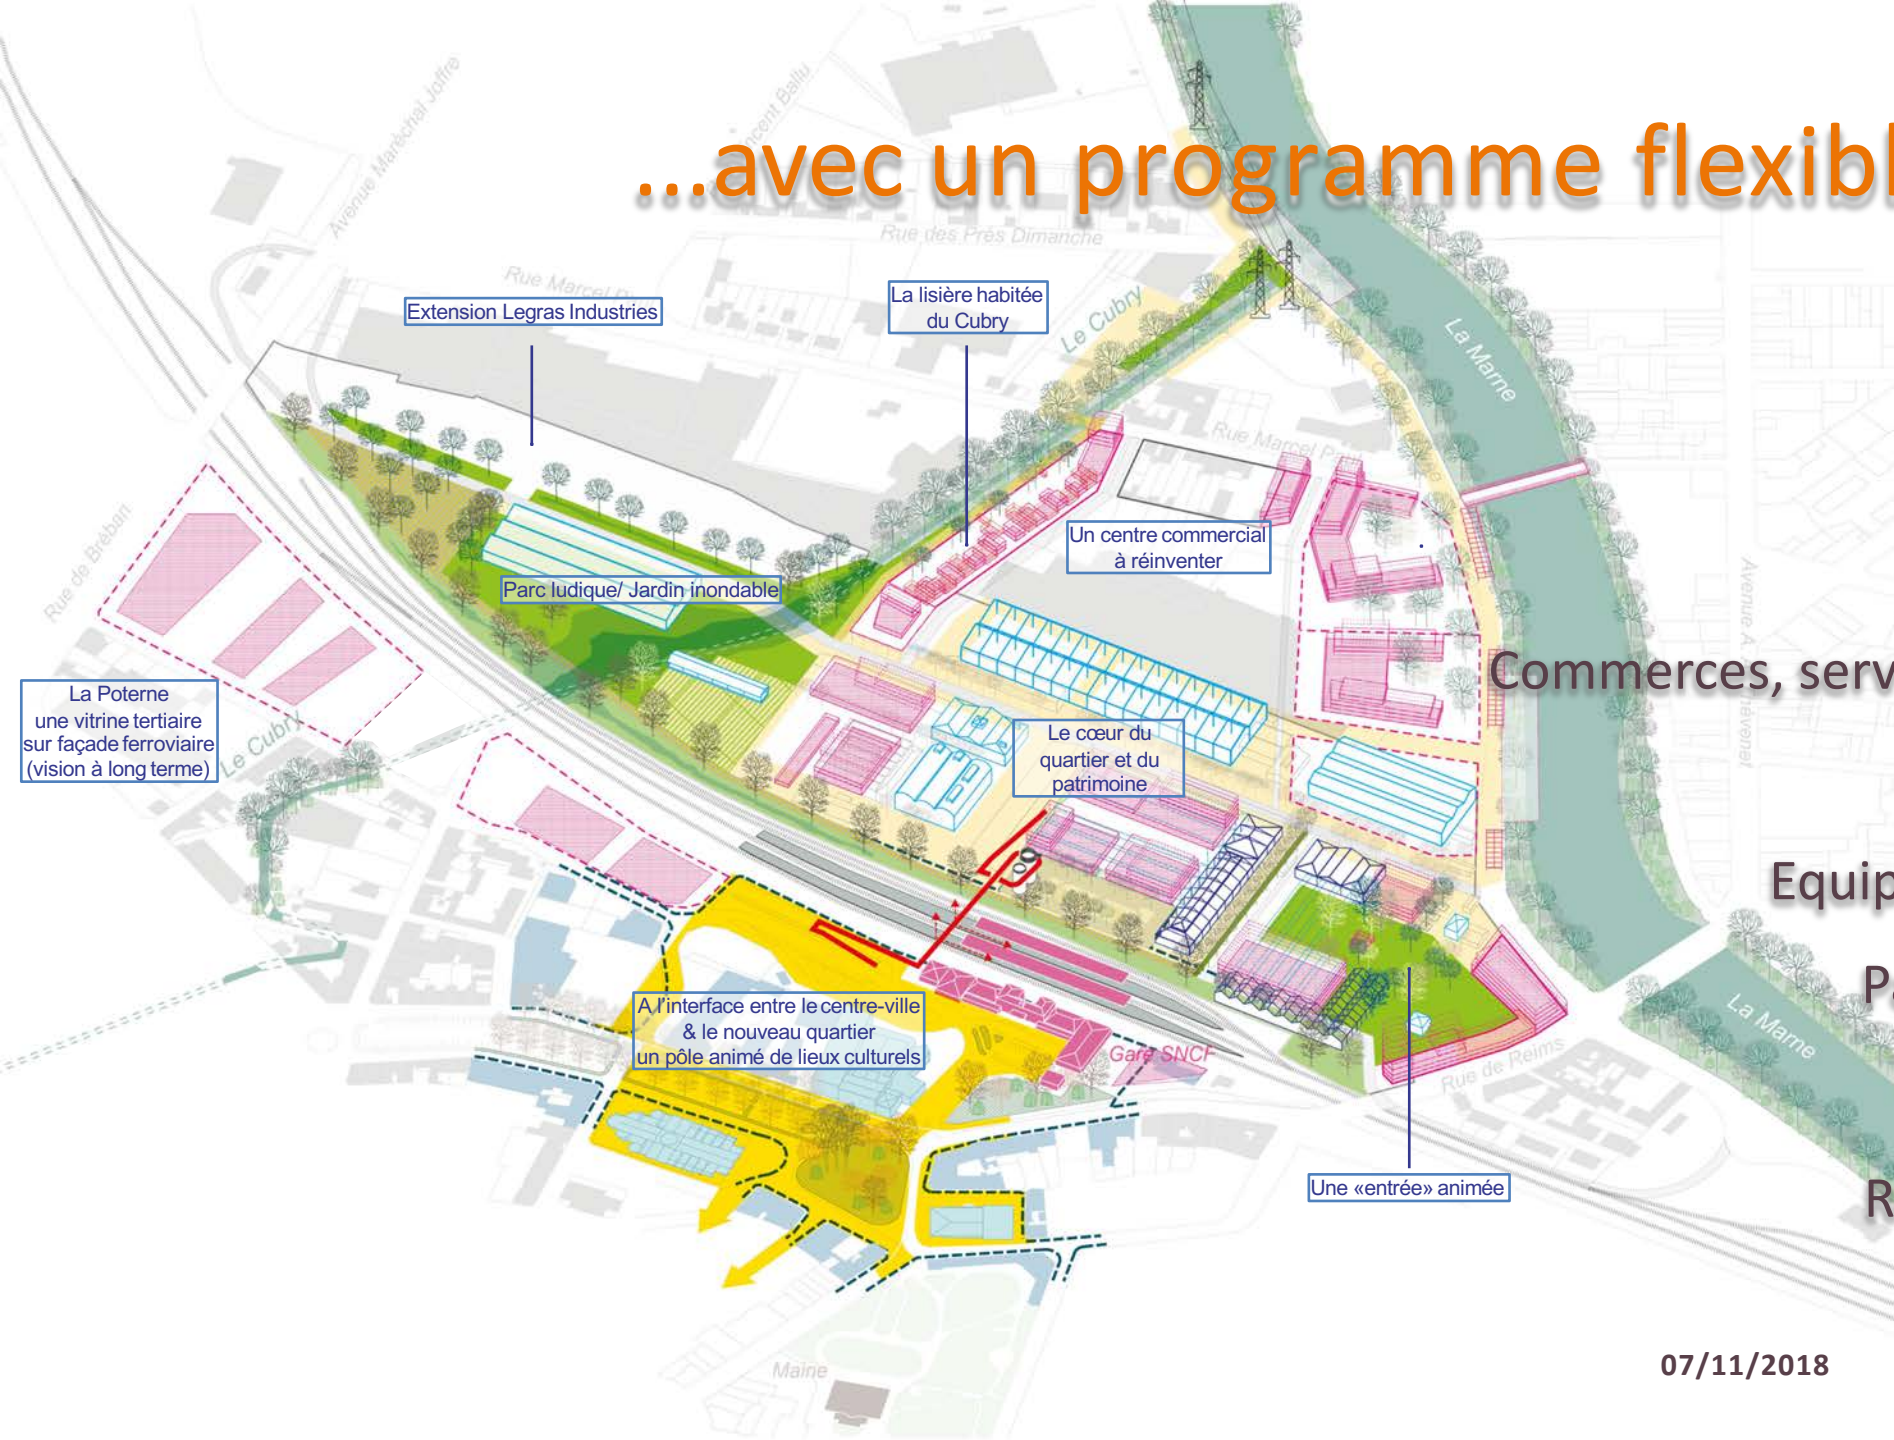 ...avec un programme flexibl
Avenue Maréchal Joffre
Rue des Prés Dimanche
Extension Legras Industries
La lisière habitée
du Cubry
Le Cubry
La Marne
Rue de Bréban
Un centre commercial
à réinventer
Parc ludique/ Jardin inondable
Commerces, serv
La Poterne
une vitrine tertiaire
sur façade ferroviaire
(vision à long terme)
Le Cubry
Le cœur du
quartier et du
patrimoine
Equip
Pa
A l'interface entre le centre-ville
& le nouveau quartier
un pôle animé de lieux culturels
Gare SNCF
Rue de Reims
La Marne
Une «entrée» animée
R
Maine
07/11/2018